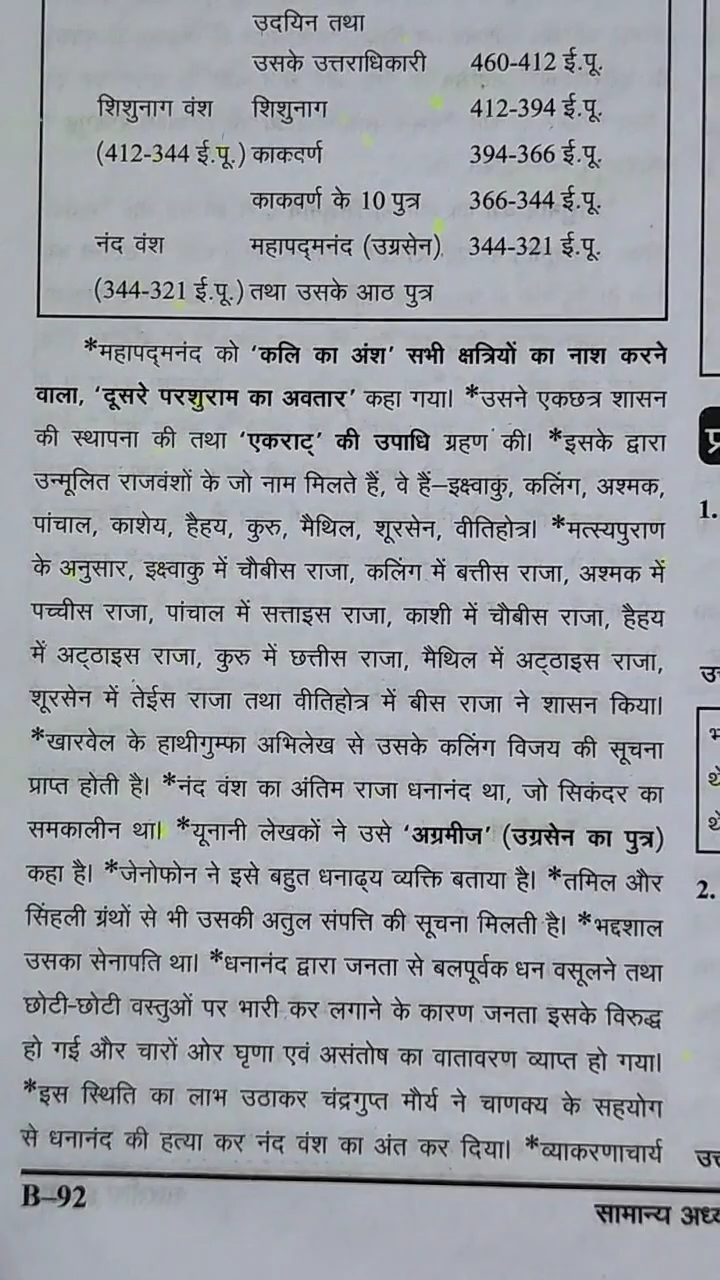 उदयिन तथा
उसके उत्तराधिकारी 460-412 ई.पू.
शिशुनाग वंश शिशुनाग 412-394 ई.पू.
(412-344 ई.पू.) काकवर्ण 394-366 ई.पू.
काकवर्ण के 10 पुत्र 366-344 ई.पू.
नंद वंश महापद्मनंद (उग्रसेन) 344-321 ई.पू.
(344-321 ई.पू.) तथा उसके आठ पुत्र
*महापद्मनंद को ‘कलि का अंश’ सभी क्षत्रियों का नाश करने
वाला, ‘दूसरे परशुराम का अवतार’ कहा गया। *उसने एकछत्र शासन
की स्थापना की तथा ‘एकराट्’ की उपाधि ग्रहण की। *इसके द्वारा
उन्मूलित राजवंशों के जो नाम मिलते हैं, वे हैं–इक्ष्वाकु, कलिंग, अश्मक,
पांचाल, काशेय, हैहय, कुरु, मैथिल, शूरसेन, वीतिहोत्र। *मत्स्यपुराण
के अनुसार, इक्ष्वाकु में चौबीस राजा, कलिंग में बत्तीस राजा, अश्मक में
पच्चीस राजा, पांचाल में सत्ताइस राजा, काशी में चौबीस राजा, हैहय
में अट्ठाइस राजा, कुरु में छत्तीस राजा, मैथिल में अट्ठाइस राजा,
शूरसेन में तेईस राजा तथा वीतिहोत्र में बीस राजा ने शासन किया।
*खारवेल के हाथीगुम्फा अभिलेख से उसके कलिंग विजय की सूचना
प्राप्त होती है। *नंद वंश का अंतिम राजा धनानंद था, जो सिकंदर का
समकालीन था। *यूनानी लेखकों ने उसे ‘अग्रमीज’ (उग्रसेन का पुत्र)
कहा है। *जेनोफोन ने इसे बहुत धनाढ्य व्यक्ति बताया है। *तमिल और
सिंहली ग्रंथों से भी उसकी अतुल संपत्ति की सूचना मिलती है। *भद्दशाल
उसका सेनापति था। *धनानंद द्वारा जनता से बलपूर्वक धन वसूलने तथा
छोटी-छोटी वस्तुओं पर भारी कर लगाने के कारण जनता इसके विरुद्ध
हो गई और चारों ओर घृणा एवं असंतोष का वातावरण व्याप्त हो गया।
*इस स्थिति का लाभ उठाकर चंद्रगुप्त मौर्य ने चाणक्य के सहयोग
से धनानंद की हत्या कर नंद वंश का अंत कर दिया। *व्याकरणाचार्य
B–92
सामान्य
1.
2.